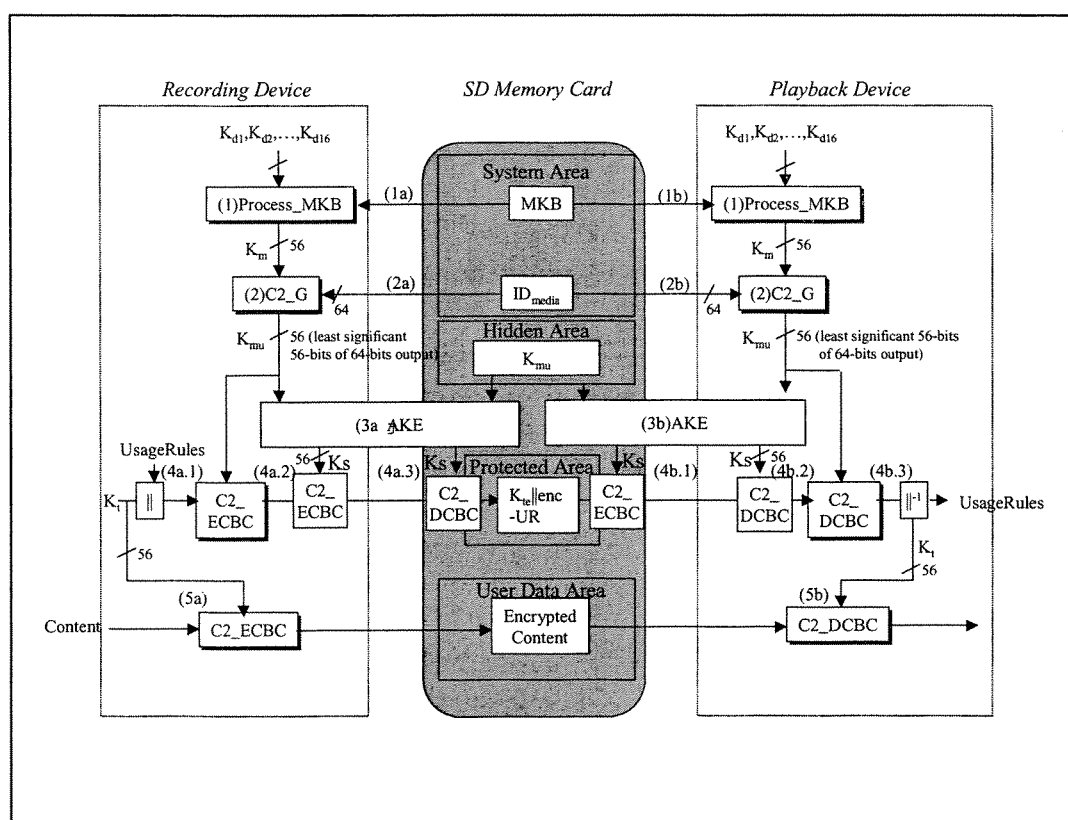 Recording Device
SD Memory Card
Playback Device
Kd1,Kd2,…,Kd16
Kd1,Kd2,…,Kd16
System Area
(1)Process_MKB
(1a)
MKB
(1b)
(1)Process_MKB
Km
56
Km
56
(2)C2_G
64
(2a)
IDmedia
(2b)
64
(2)C2_G
Hidden Area
Kmu
56 (least significant
56-bits of 64-bits output)
Kmu
Kmu
56 (least significant 56-bits
of 64-bits output)
(3a) AKE
(3b)AKE
UsageRules
56
Ks
Ks
Protected Area
Ks
Ks
56
Kt
||
(4a.1)
C2_
ECBC
(4a.2)
C2_
ECBC
(4a.3)
C2_
DCBC
Kte||enc
-UR
C2_
ECBC
(4b.1)
C2_
DCBC
(4b.2)
C2_
DCBC
(4b.3)
||-1
UsageRules
56
Kt
56
(5a)
User Data Area
(5b)
Content
C2_ECBC
Encrypted
Content
C2_DCBC